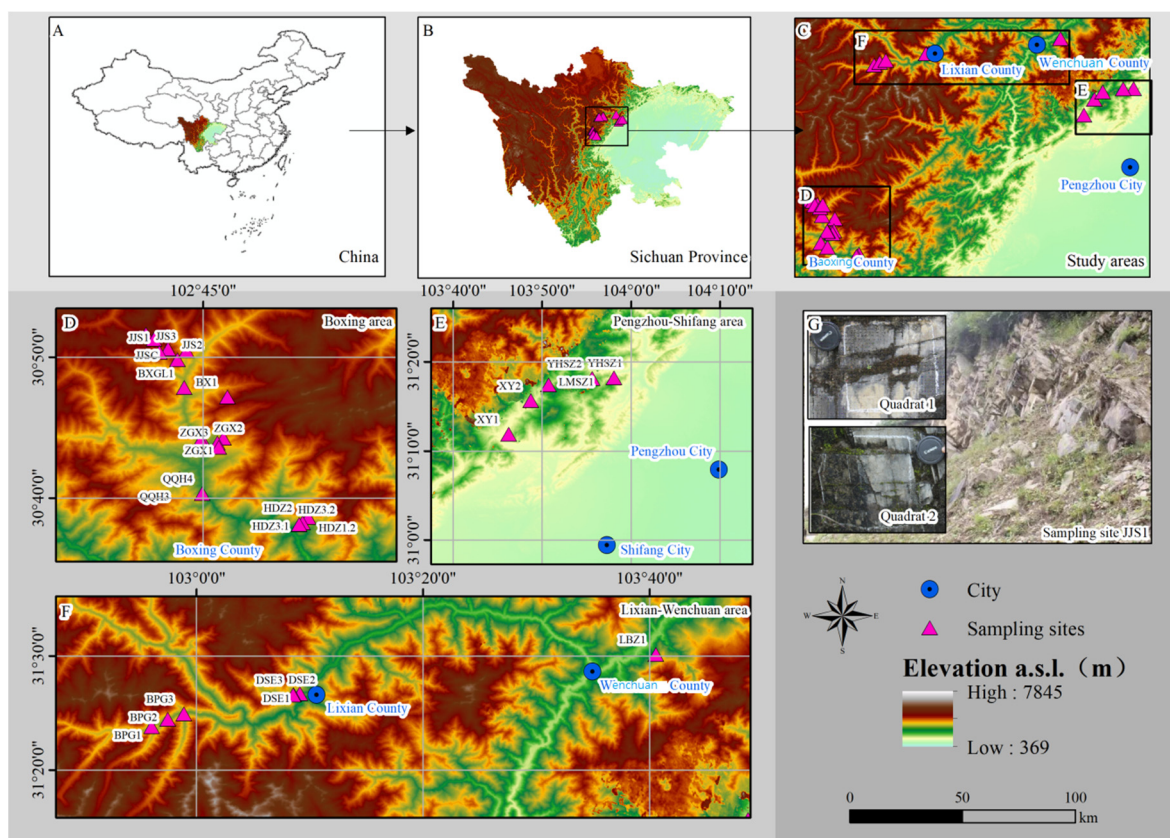 A
China
B
Sichuan Province
C
F
Lixian County
Wenchuan County
E
Pengzhou City
D
Baoxing County
Study areas
102°45'0"
D
Boxing area
30°50'0"
30°40'0"
JJS1
JJS3
JJSC
JJS2
BXGL1
BX1
ZGX3
ZGX2
ZGX1
QQH4
QQH3
HDZ2
HDZ3.2
HDZ3.1
HDZ1.2
Boxing County
103°40'0"
103°50'0"
104°0'0"
104°10'0"
E
Pengzhou-Shifang area
31°20'0"
31°10'0"
31°0'0"
YHSZ2
YHSZ1
LMSZ1
XY2
XY1
Pengzhou City
Shifang City
G
Quadrat 1
Quadrat 2
Sampling site JJS1
103°0'0"
103°20'0"
103°40'0"
F
Lixian-Wenchuan area
31°30'0"
31°20'0"
LBZ1
DSE3
DSE2
DSE1
BPG3
BPG2
BPG1
Lixian County
Wenchuan County
N
W
E
S
City
Sampling sites
Elevation a.s.l.（m）
High : 7845
Low : 369
0
50
100
km